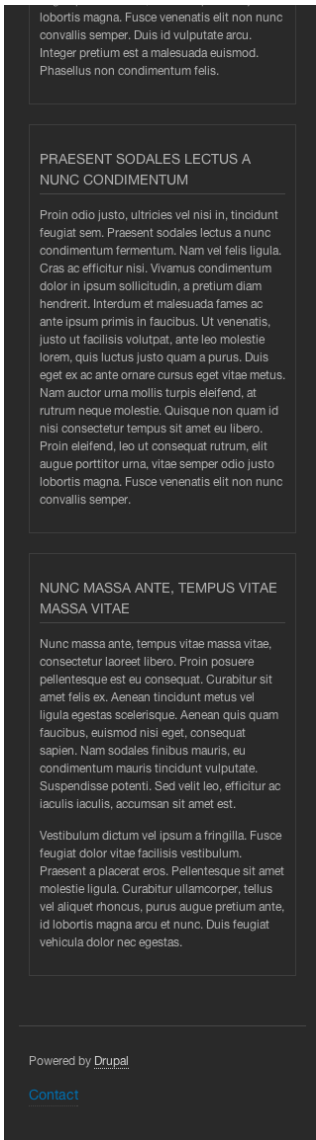 lobortis magna. Fusce venenatis elit non nunc
convallis semper. Duis id vulputate arcu.
Integer pretium est a malesuada euismod.
Phasellus non condimentum felis.
PRAESENT SODALES LECTUS A
NUNC CONDIMENTUM
Proin odio justo, ultricies vel nisi in, tincidunt
feugiat sem. Praesent sodales lectus a nunc
condimentum fermentum. Nam vel felis ligula.
Cras ac efficitur nisi. Vivamus condimentum
dolor in ipsum sollicitudin, a pretium diam
hendrerit. Interdum et malesuada fames ac
ante ipsum primis in faucibus. Ut venenatis,
justo ut facilisis volutpat, ante leo molestie
lorem, quis luctus justo quam a purus. Duis
eget ex ac ante ornare cursus eget vitae metus.
Nam auctor urna mollis turpis eleifend, at
rutrum neque molestie. Quisque non quam id
nisi consectetur tempus sit amet eu libero.
Proin eleifend, leo ut consequat rutrum, elit
augue porttitor urna, vitae semper odio justo
lobortis magna. Fusce venenatis elit non nunc
convallis semper.
NUNC MASSA ANTE, TEMPUS VITAE
MASSA VITAE
Nunc massa ante, tempus vitae massa vitae,
consectetur laoreet libero. Proin posuere
pellentesque est eu consequat. Curabitur sit
amet felis ex. Aenean tincidunt metus vel
ligula egestas scelerisque. Aenean quis quam
faucibus, euismod nisi eget, consequat
sapien. Nam sodales finibus mauris, eu
condimentum mauris tincidunt vulputate.
Suspendisse potenti. Sed velit leo, efficitur ac
iaculis iaculis, accumsan sit amet est.
Vestibulum dictum vel ipsum a fringilla. Fusce
feugiat dolor vitae facilisis vestibulum.
Praesent a placerat eros. Pellentesque sit amet
molestie ligula. Curabitur ullamcorper, tellus
vel aliquet rhoncus, purus augue pretium ante,
id lobortis magna arcu et nunc. Duis feugiat
vehicula dolor nec egestas.
Powered by Drupal
Contact